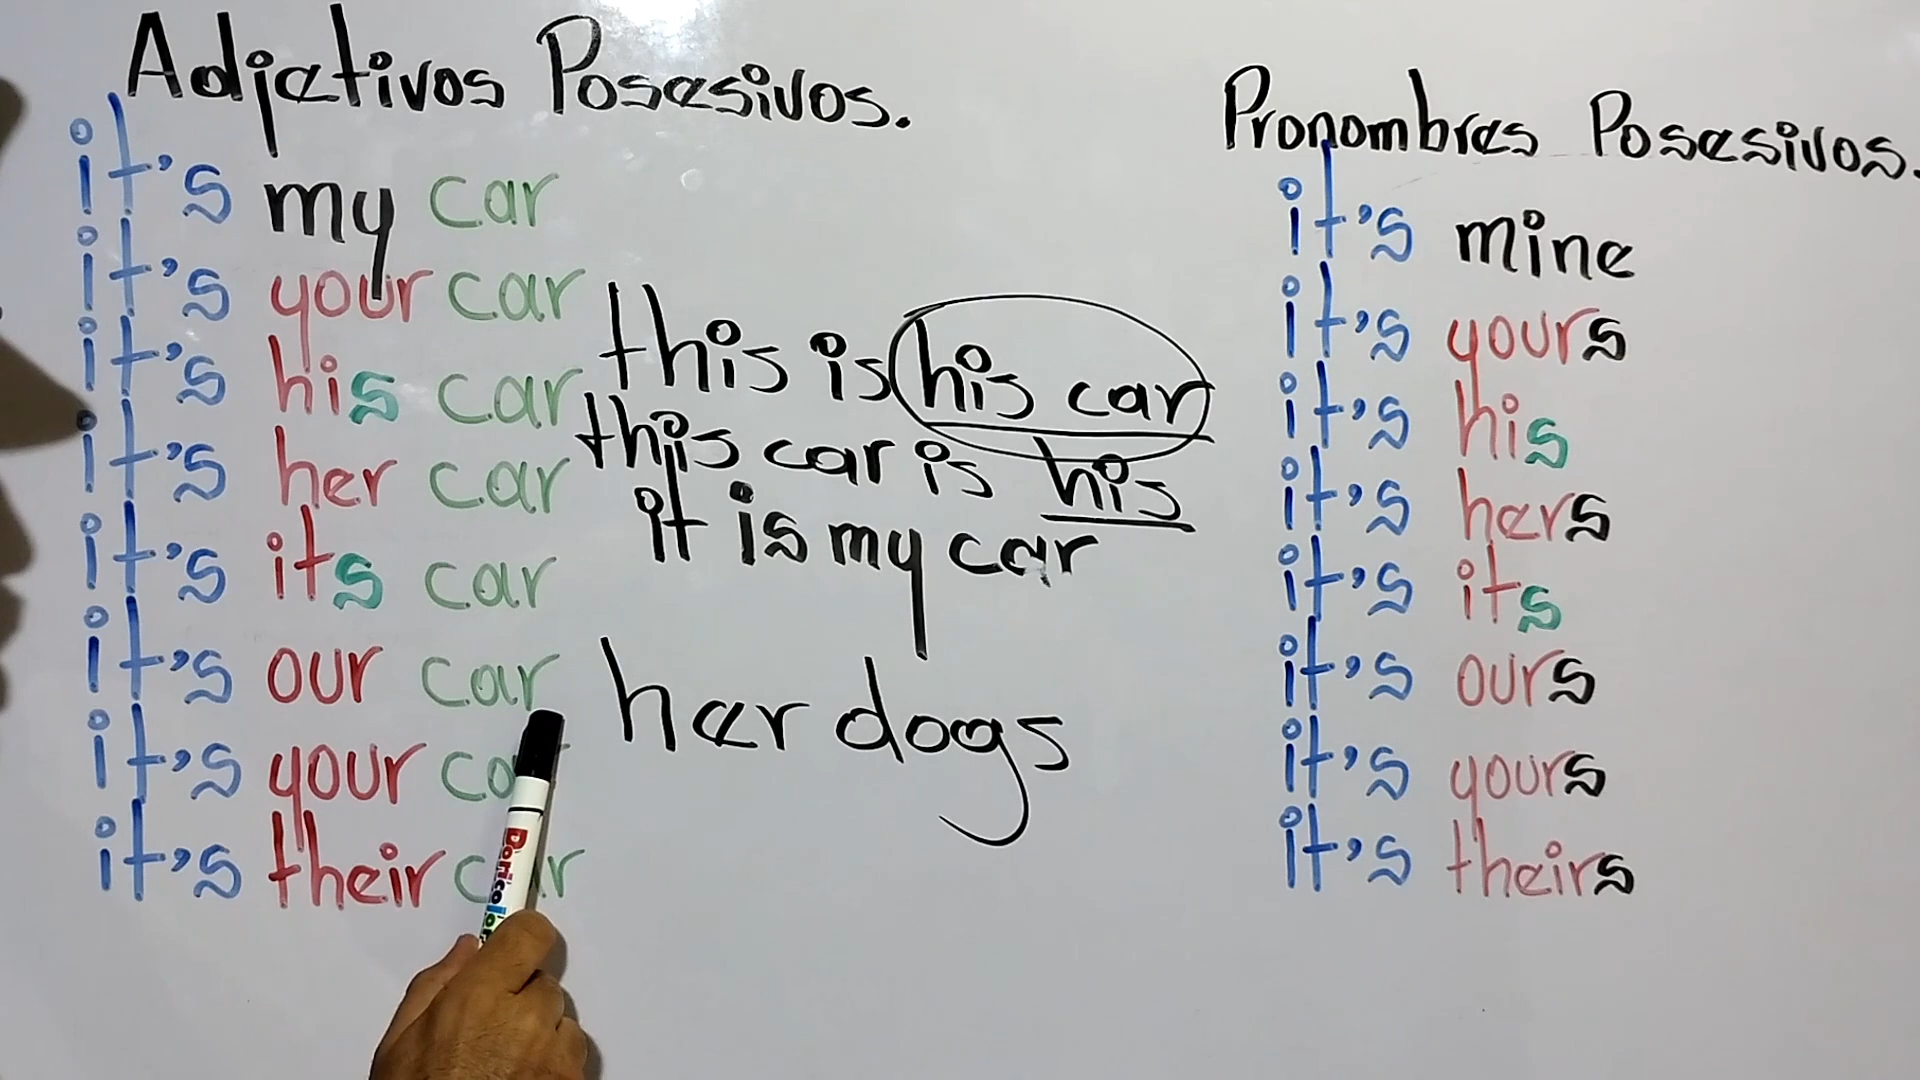 Adjetivos Posesivos.
it's my car
it's your car
it's his car
it's her car
it's its car
it's our car
it's your car
it's their car
this is his car
this car is his
it is my car
her dogs
Pronombres Posesivos.
it's mine
it's yours
it's his
it's hers
it's its
it's ours
it's yours
it's theirs